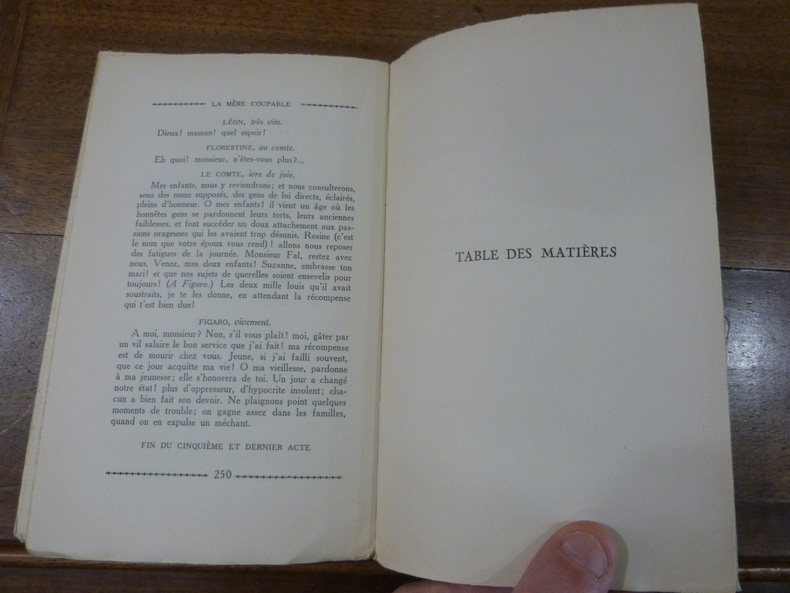 LA MÈRE COUPABLE
LÉON, très vite.
Dieux! maman! quel espoir!
FLORESTINE, au comte.
Eh quoi! monsieur, n'êtes-vous plus?...
LE COMTE, ivre de joie.
Mes enfants, nous y reviendrons; et nous consulterons,
sous des noms supposés, des gens de loi directs, éclairés,
pleins d'honneur. O mes enfants! il vient un âge où les
honnêtes gens se pardonnent leurs torts, leurs anciennes
faiblesses, et font succéder un doux attachement aux pas-
sions orageuses qui les avaient trop désunis. Rosine (c'est
le nom que votre époux vous rend)! allons nous reposer
des fatigues de la journée. Monsieur Fal, restez avec
nous. Venez, mes deux enfants! Suzanne, embrasse ton
mari! et que nos sujets de querelles soient ensevelis pour
toujours! (A Figaro.) Les deux mille louis qu'il avait
soustraits, je te les donne, en attendant la récompense
qui t'est bien due!
FIGARO, vivement.
A moi, monsieur? Non, s'il vous plaît! moi, gâter par
un vil salaire le bon service que j'ai fait! ma récompense
est de mourir chez vous. Jeune, si j'ai failli souvent,
que ce jour acquitte ma vie! O ma vieillesse, pardonne
à ma jeunesse; elle s'honorera de toi. Un jour a changé
notre état! plus d'oppresseur, d'hypocrite insolent; cha-
cun a bien fait son devoir. Ne plaignons point quelques
moments de trouble; on gagne assez dans les familles,
quand on en expulse un méchant.
FIN DU CINQUIÈME ET DERNIER ACTE
250
TABLE DES MATIÈRES